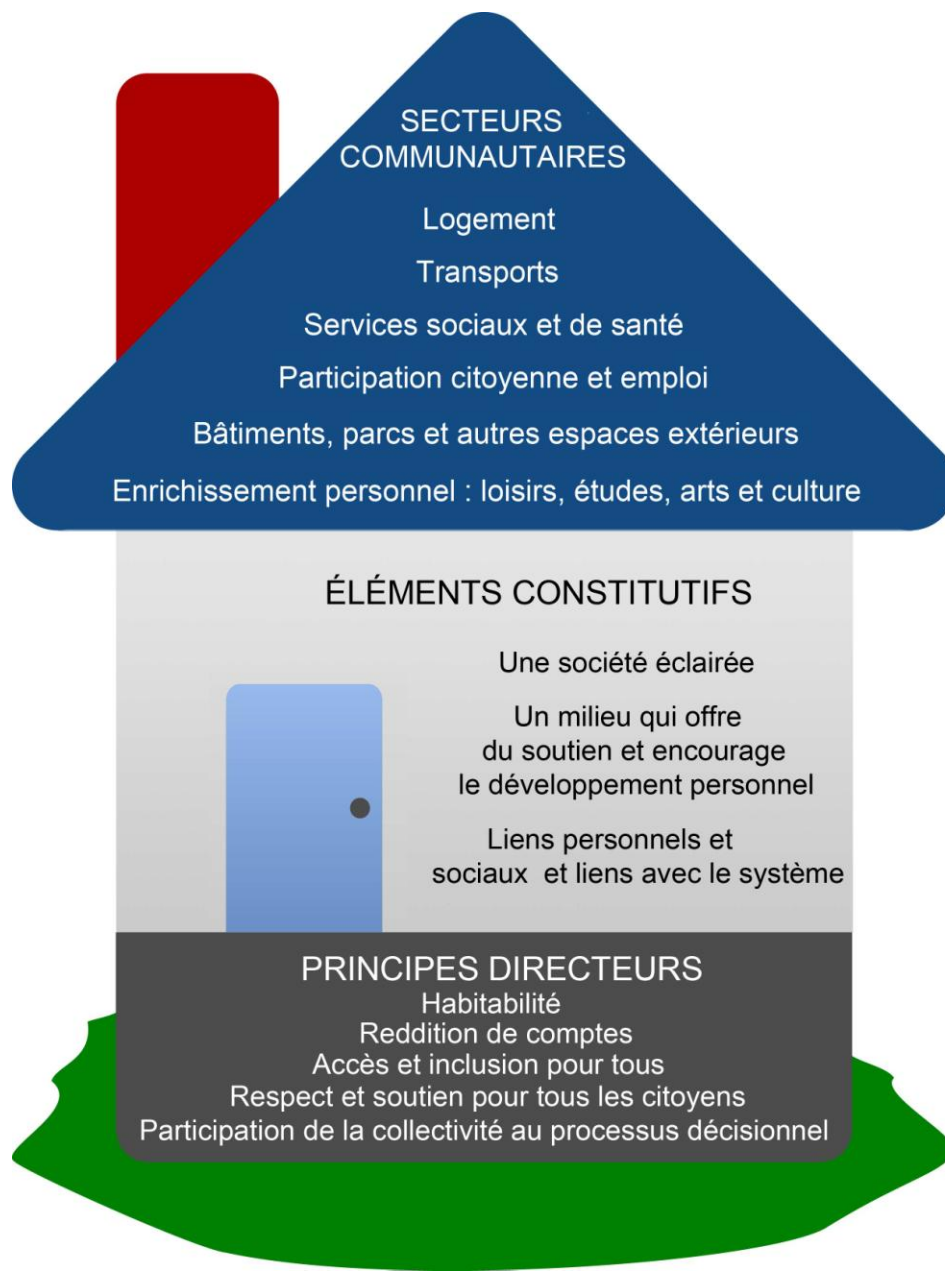 SECTEURS
COMMUNAUTAIRES
Logement
Transports
Services sociaux et de santé
Participation citoyenne et emploi
Bâtiments, parcs et autres espaces extérieurs
Enrichissement personnel : loisirs, études, arts et culture
ÉLÉMENTS CONSTITUTIFS
Une société éclairée
Un milieu qui offre
du soutien et encourage
le développement personnel
Liens personnels et
sociaux et liens avec le système
PRINCIPES DIRECTEURS
Habitabilité
Reddition de comptes
Accès et inclusion pour tous
Respect et soutien pour tous les citoyens
Participation de la collectivité au processus décisionnel